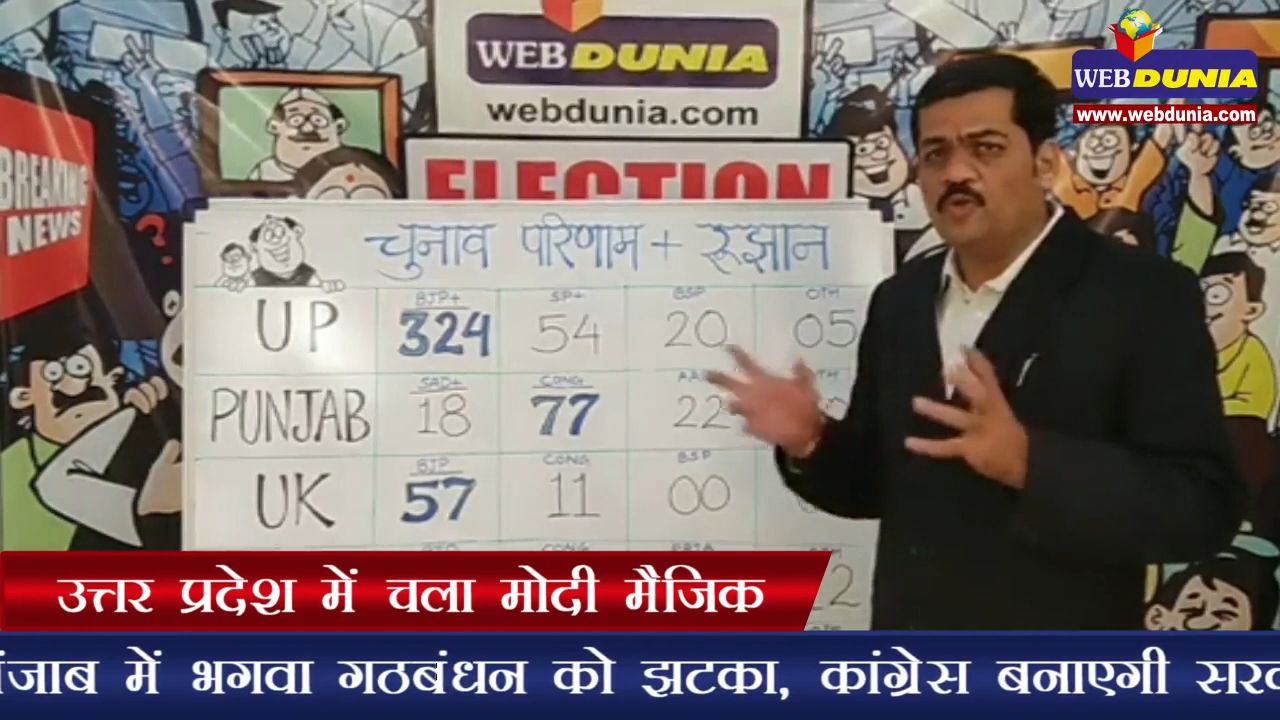 WEBDUNIA
webdunia.com
WEBDUNIA
www.webdunia.com
BREAKING
NEWS
ELECTION
चुनाव परिणाम + रूझान
BJP+ SP+ BSP OTH
UP 324 54 20 05
SAD+ CONG
PUNJAB 18 77 22
BJP CONG BSP
UK 57 11 00
CONG
उत्तर प्रदेश में चला मोदी मैजिक
में भगवा गठबंधन को झटका, कांग्रेस बनाएगी